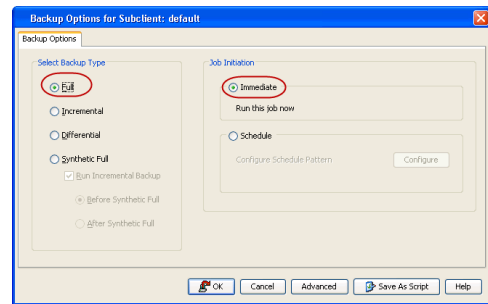 Backup Options for Subclient: default
Backup Options
Select Backup Type
Full
Incremental
Differential
Synthetic Full
Run Incremental Backup
Before Synthetic Full
After Synthetic Full
Job Initiation
Immediate
Run this job now
Schedule
Configure Schedule Pattern
Configure
OK
Cancel
Advanced
Save As Script
Help